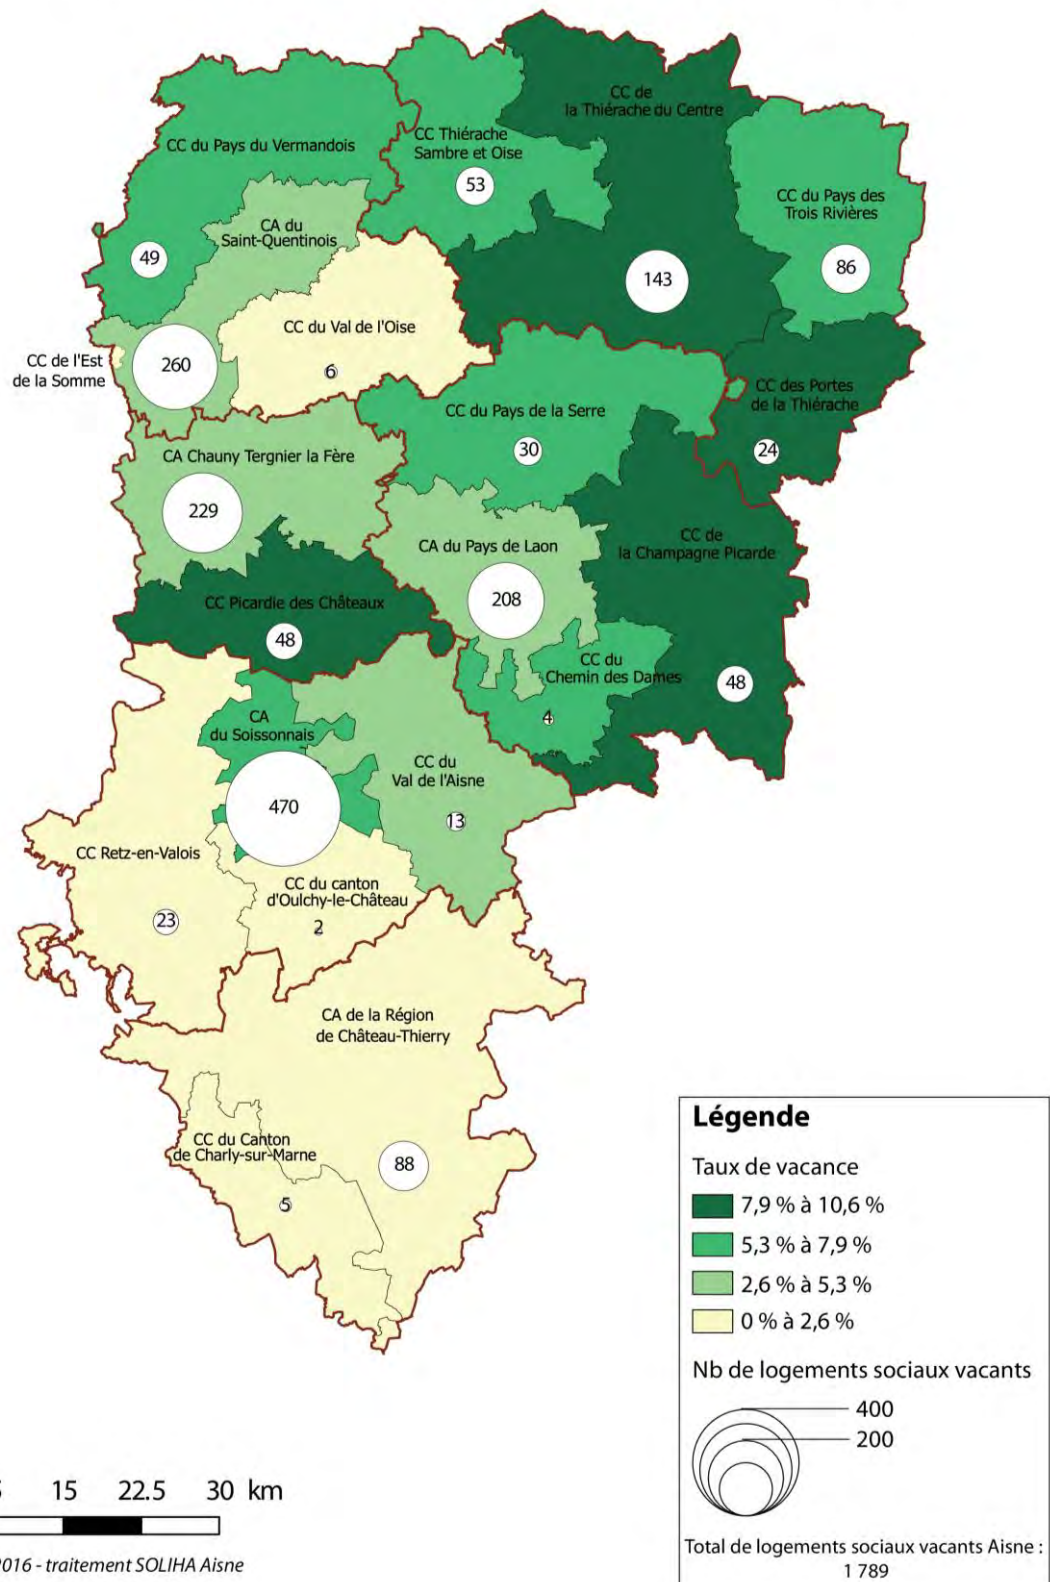 CC de
la Thiérache du Centre
CC Thiérache
Sambre et Oise
53
CC du Pays du Vermandois
CC du Pays des
Trois Rivières
CA du
Saint-Quentinois
49
143
86
CC du Val de l'Oise
6
CC de l'Est
de la Somme
260
CC des Portes
de la Thiérache
24
CC du Pays de la Serre
30
CA Chauny Tergnier la Fère
229
CC de
la Champagne Picarde
CA du Pays de Laon
208
CC Picardie des Châteaux
48
CC du
Chemin des Dames
4
48
CA
du Soissonnais
470
CC du
Val de l'Aisne
13
CC Retz-en-Valois
23
CC du canton
d'Oulchy-le-Château
2
CA de la Région
de Château-Thierry
88
CC du Canton
de Charly-sur-Marne
5
Légende
Taux de vacance
7,9 % à 10,6 %
5,3 % à 7,9 %
2,6 % à 5,3 %
0 % à 2,6 %
Nb de logements sociaux vacants
400
200
Total de logements sociaux vacants Aisne :
1 789
15 22.5 30 km
2016 - traitement SOLIHA Aisne